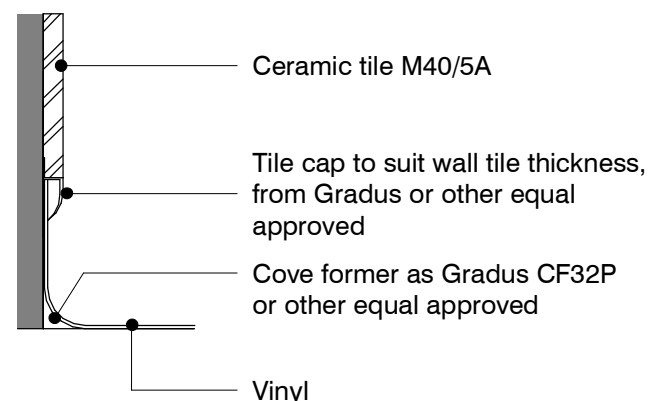 Ceramic tile M40/5A
Tile cap to suit wall tile thickness,
from Gradus or other equal
approved
Cove former as Gradus CF32P
or other equal approved
Vinyl